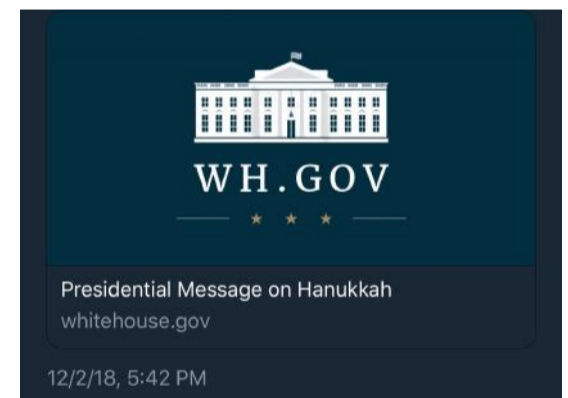 WH.GOV
Presidential Message on Hanukkah
whitehouse.gov
12/2/18, 5:42 PM